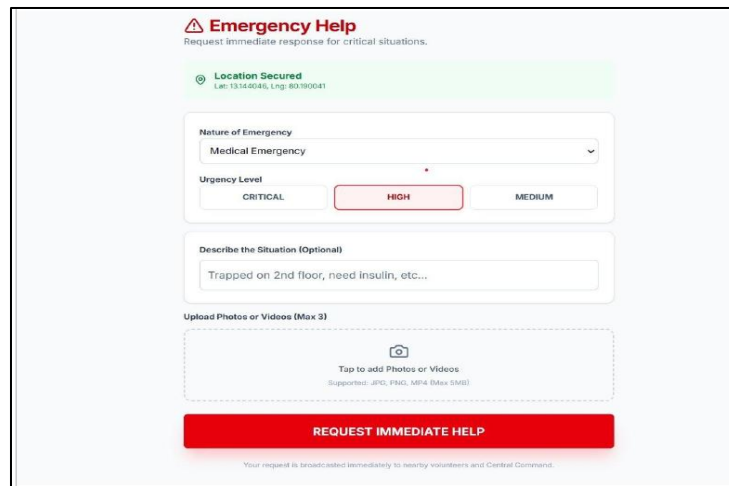 Emergency Help
Request immediate response for critical situations.
Location Secured
Lat: 13.144046, Lng: 80.190041
Nature of Emergency
Medical Emergency
Urgency Level
CRITICAL HIGH MEDIUM
Describe the Situation (Optional)
Trapped on 2nd floor, need insulin, etc...
Upload Photos or Videos (Max 3)
Tap to add Photos or Videos
Supported: JPG, PNG, MP4 (Max 5MB)
REQUEST IMMEDIATE HELP
Your request is broadcasted immediately to nearby volunteers and Central Command.